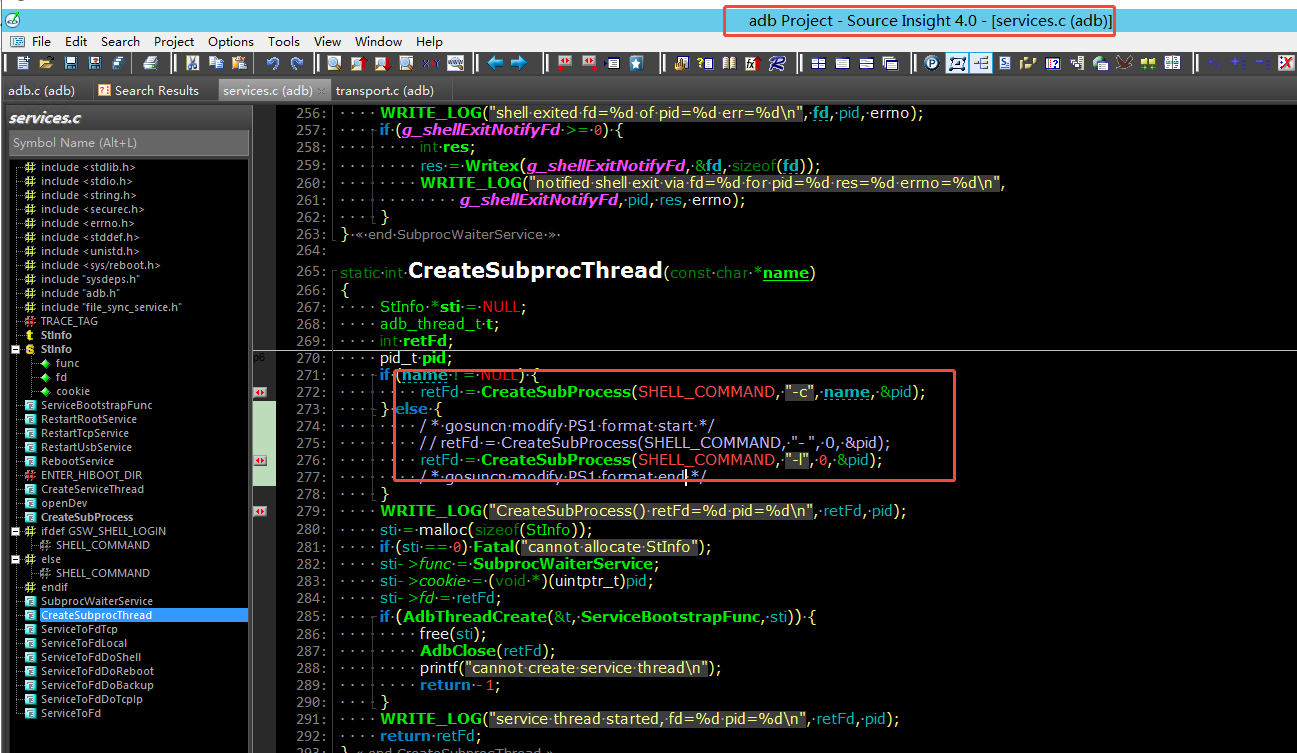 adb Project - Source Insight 4.0 - [services.c (adb)]
File Edit Search Project Options Tools View Window Help
adb.c (adb) Search Results services.c (adb) transport.c (adb)
services.c
Symbol Name (Alt+L)
include <stdlib.h>
include <stdio.h>
include <string.h>
include <securec.h>
include <errno.h>
include <stddef.h>
include <unistd.h>
include <sys/reboot.h>
include "sysdeps.h"
include "adb.h"
include "file_sync_service.h"
TRACE_TAG
StInfo
StInfo
func
fd
cookie
ServiceBootstrapFunc
RestartRootService
RestartTcpService
RestartUsbService
RebootService
ENTER_HIBOOT_DIR
CreateServiceThread
openDev
CreateSubProcess
ifdef GSW_SHELL_LOGIN
SHELL_COMMAND
else
SHELL_COMMAND
endif
SubprocWaiterService
CreateSubprocThread
ServiceToFdTcp
ServiceToFdLocal
ServiceToFdDoShell
ServiceToFdDoReboot
ServiceToFdDoBackup
ServiceToFdDoTcpIp
ServiceToFd
256: WRITE_LOG("shell exited fd=%d of pid=%d err=%d\n", fd, pid, errno);
257: if (g_shellExitNotifyFd >= 0) {
258: int res;
259: res = Writex(g_shellExitNotifyFd, &fd, sizeof(fd));
260: WRITE_LOG("notified shell exit via fd=%d for pid=%d res=%d errno=%d\n",
261: g_shellExitNotifyFd, pid, res, errno);
262: }
263: } « end SubprocWaiterService »
264:
265: static int CreateSubprocThread(const char *name)
266: {
267: StInfo *sti = NULL;
268: adb_thread_t t;
269: int retFd;
270: pid_t pid;
271: if (name != NULL) {
272: retFd = CreateSubProcess(SHELL_COMMAND, "-c", name, &pid);
273: } else {
274: /* gosuncn modify PS1 format start */
275: // retFd = CreateSubProcess(SHELL_COMMAND, "-", 0, &pid);
276: retFd = CreateSubProcess(SHELL_COMMAND, "-l", 0, &pid);
277: /* gosuncn modify PS1 format end */
278: }
279: WRITE_LOG("CreateSubProcess() retFd=%d pid=%d\n", retFd, pid);
280: sti = malloc(sizeof(StInfo));
281: if (sti == 0) Fatal("cannot allocate StInfo");
282: sti->func = SubprocWaiterService;
283: sti->cookie = (void *)(uintptr_t)pid;
284: sti->fd = retFd;
285: if (AdbThreadCreate(&t, ServiceBootstrapFunc, sti)) {
286: free(sti);
287: AdbClose(retFd);
288: printf("cannot create service thread\n");
289: return -1;
290: }
291: WRITE_LOG("service thread started, fd=%d pid=%d\n", retFd, pid);
292: return retFd;
293: } « end CreateSubprocThread »